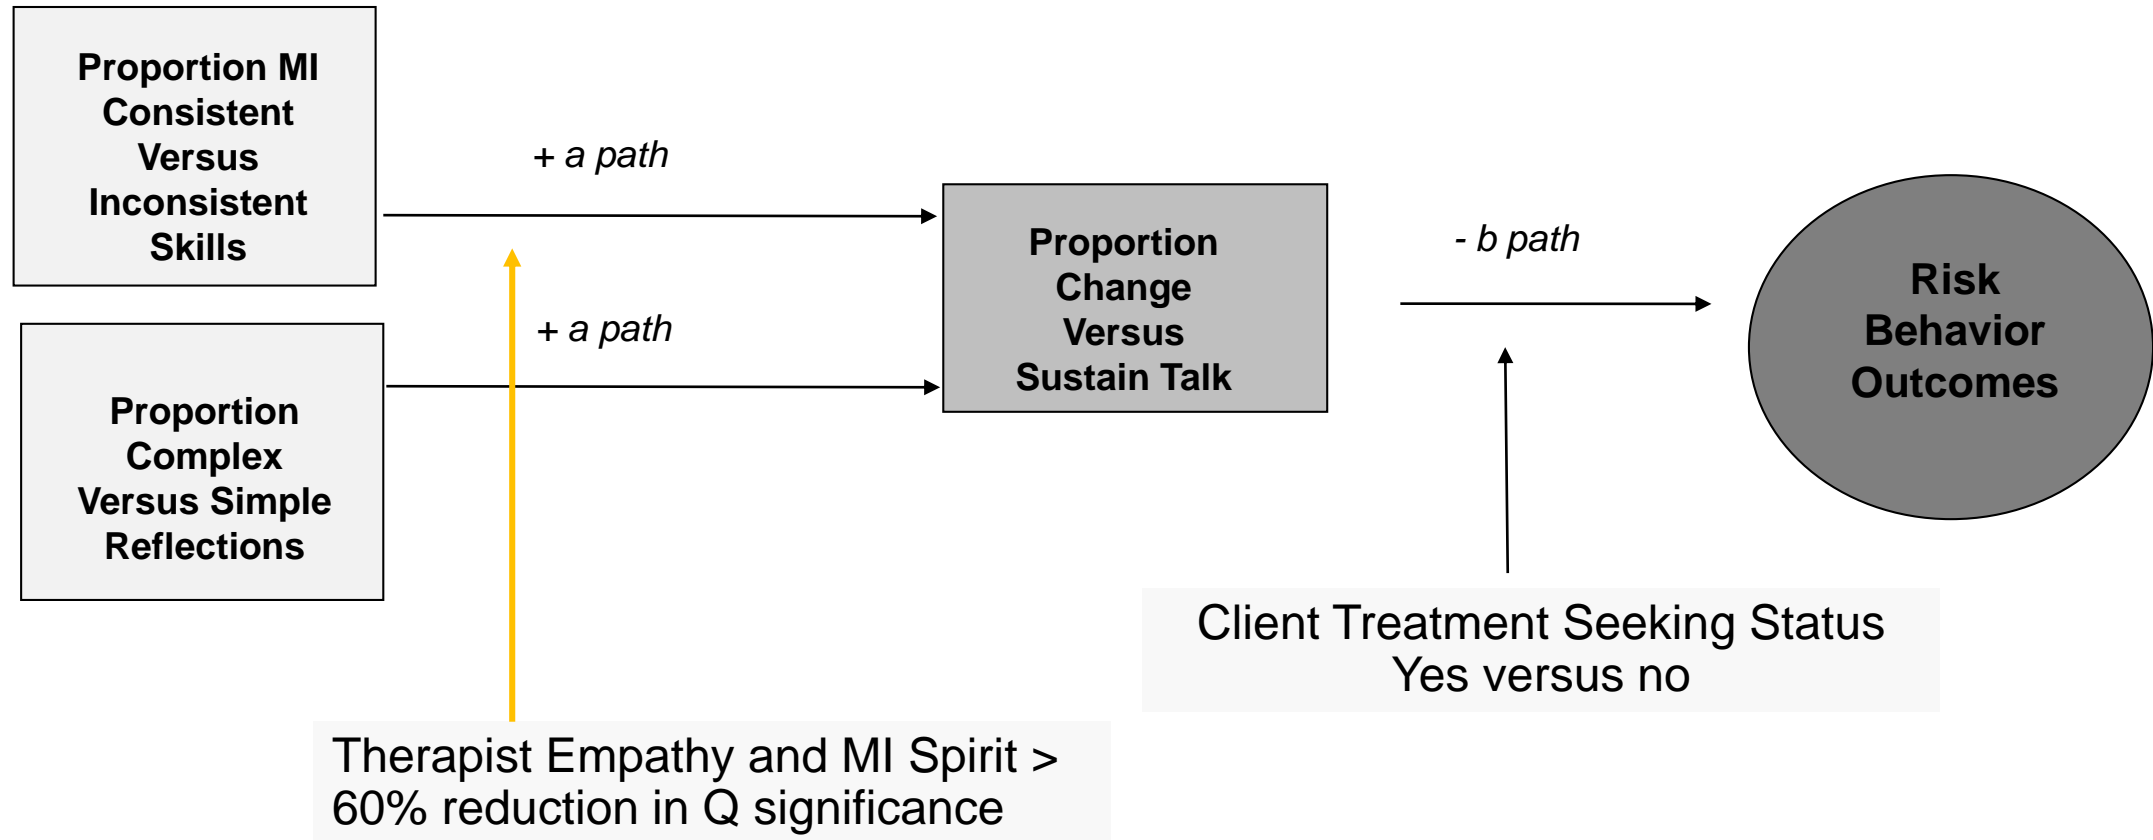 Proportion MI
Consistent
Versus
Inconsistent
Skills
+ a path
Proportion
Complex
Versus Simple
Reflections
+ a path
Proportion
Change
Versus
Sustain Talk
- b path
Risk
Behavior
Outcomes
Client Treatment Seeking Status
Yes versus no
Therapist Empathy and MI Spirit >
60% reduction in Q significance